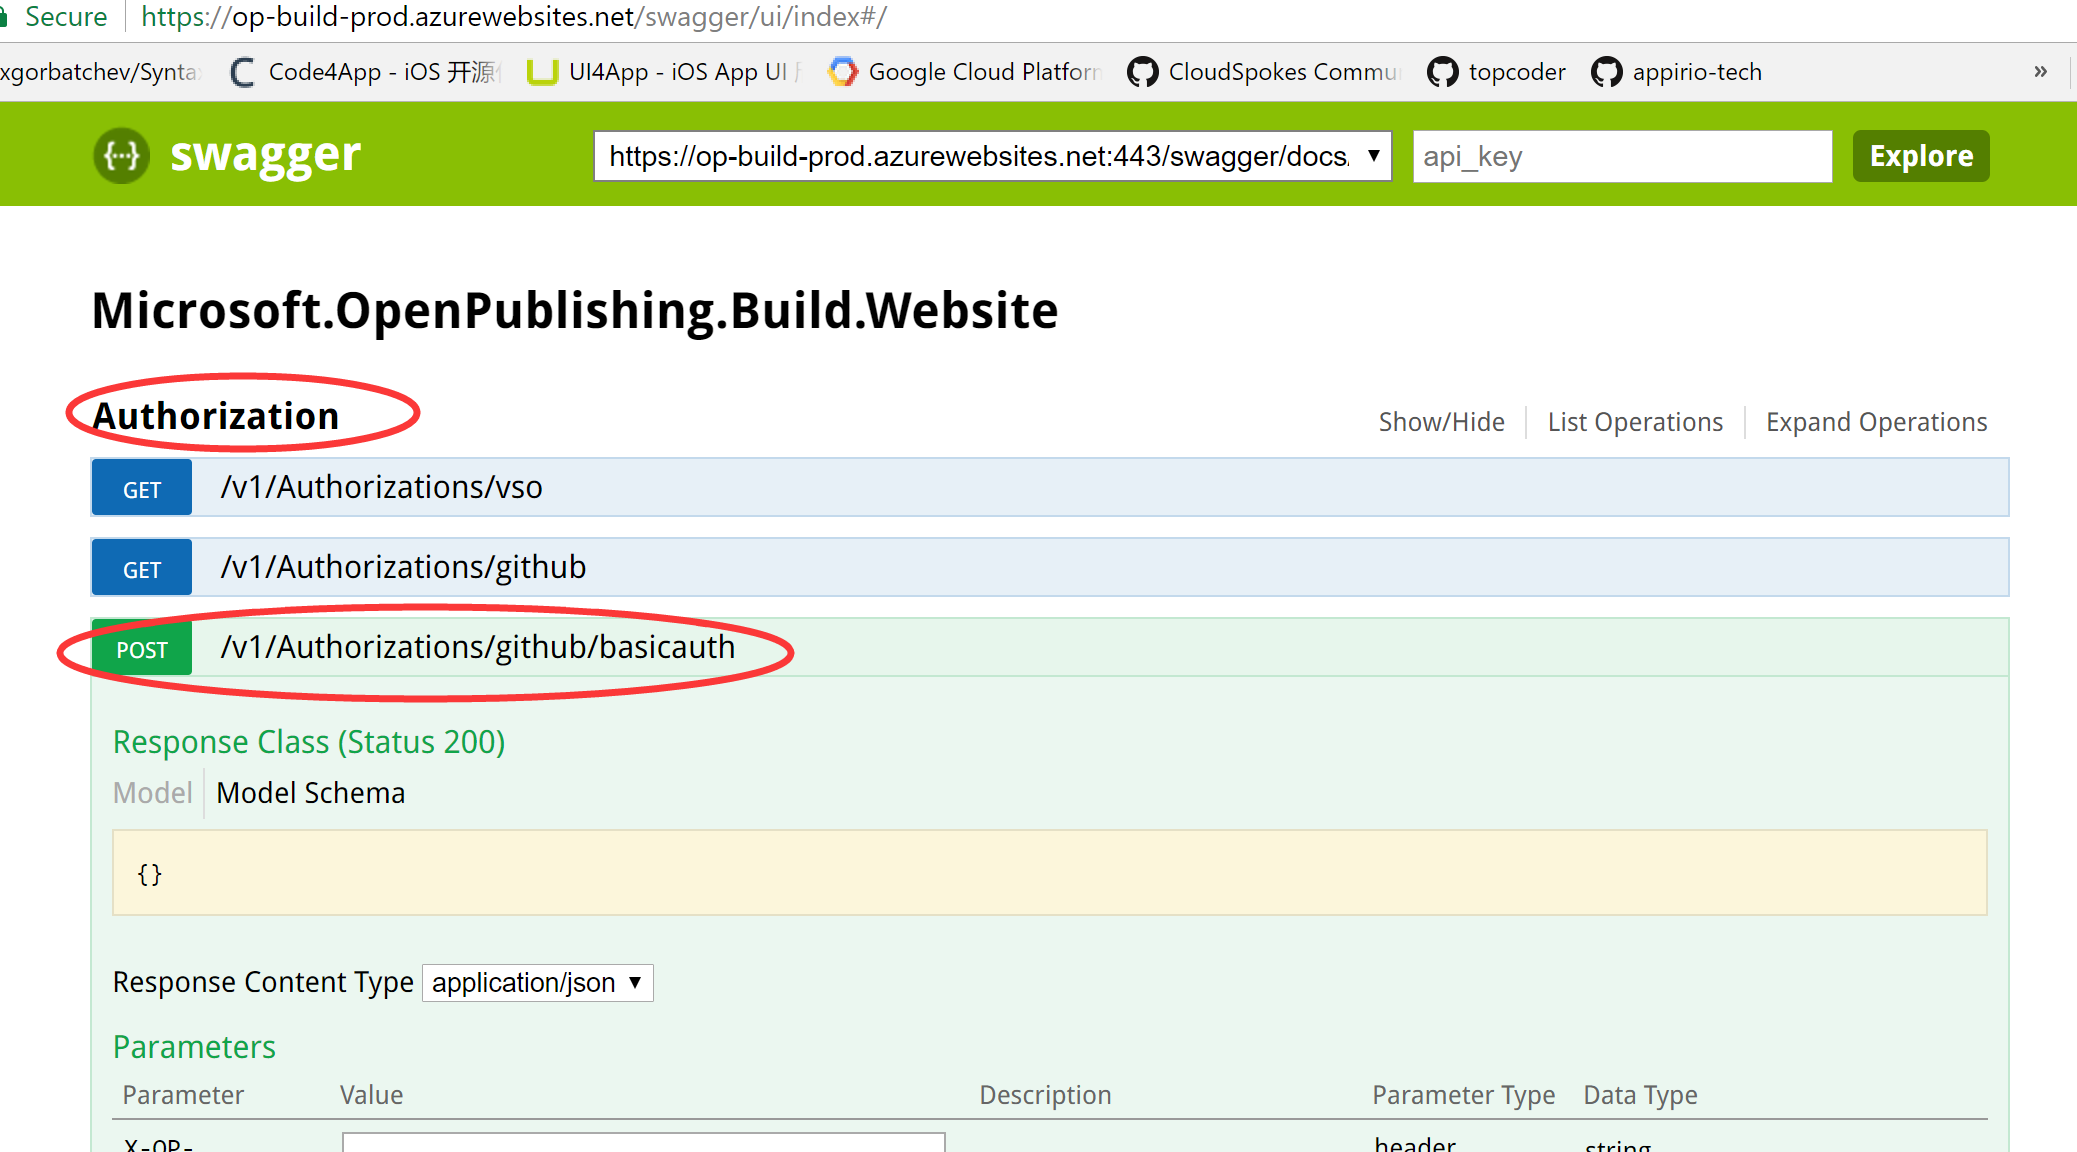 Secure https://op-build-prod.azurewebsites.net/swagger/ui/index#/
xgorbatchev/Synta Code4App - iOS 开源 UI4App - iOS App UI Google Cloud Platform CloudSpokes Commu topcoder appirio-tech »
{···} swagger https://op-build-prod.azurewebsites.net:443/swagger/docs api_key Explore
Microsoft.OpenPublishing.Build.Website
Authorization Show/Hide List Operations Expand Operations
GET /v1/Authorizations/vso
GET /v1/Authorizations/github
POST /v1/Authorizations/github/basicauth
Response Class (Status 200)
Model Model Schema
{}
Response Content Type application/json
Parameters
Parameter Value Description Parameter Type Data Type
X-OP- header string